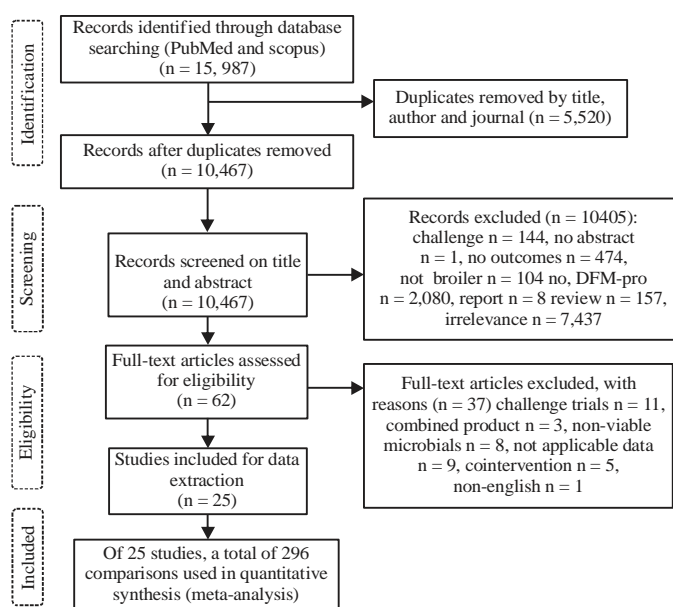 Identification
Records identified through database
searching (PubMed and scopus)
(n = 15, 987)
Duplicates removed by title,
author and journal (n = 5,520)
Records after duplicates removed
(n = 10,467)
Screening
Records screened on title
and abstract
(n = 10,467)
Records excluded (n = 10405):
challenge n = 144, no abstract
n = 1, no outcomes n = 474,
not broiler n = 104 no, DFM-pro
n = 2,080, report n = 8 review n = 157,
irrelevance n = 7,437
Eligibility
Full-text articles assessed
for eligibility
(n = 62)
Full-text articles excluded, with
reasons (n = 37) challenge trials n = 11,
combined product n = 3, non-viable
microbials n = 8, not applicable data
n = 9, cointervention n = 5,
non-english n = 1
Studies included for data
extraction
(n = 25)
Included
Of 25 studies, a total of 296
comparisons used in quantitative
synthesis (meta-analysis)